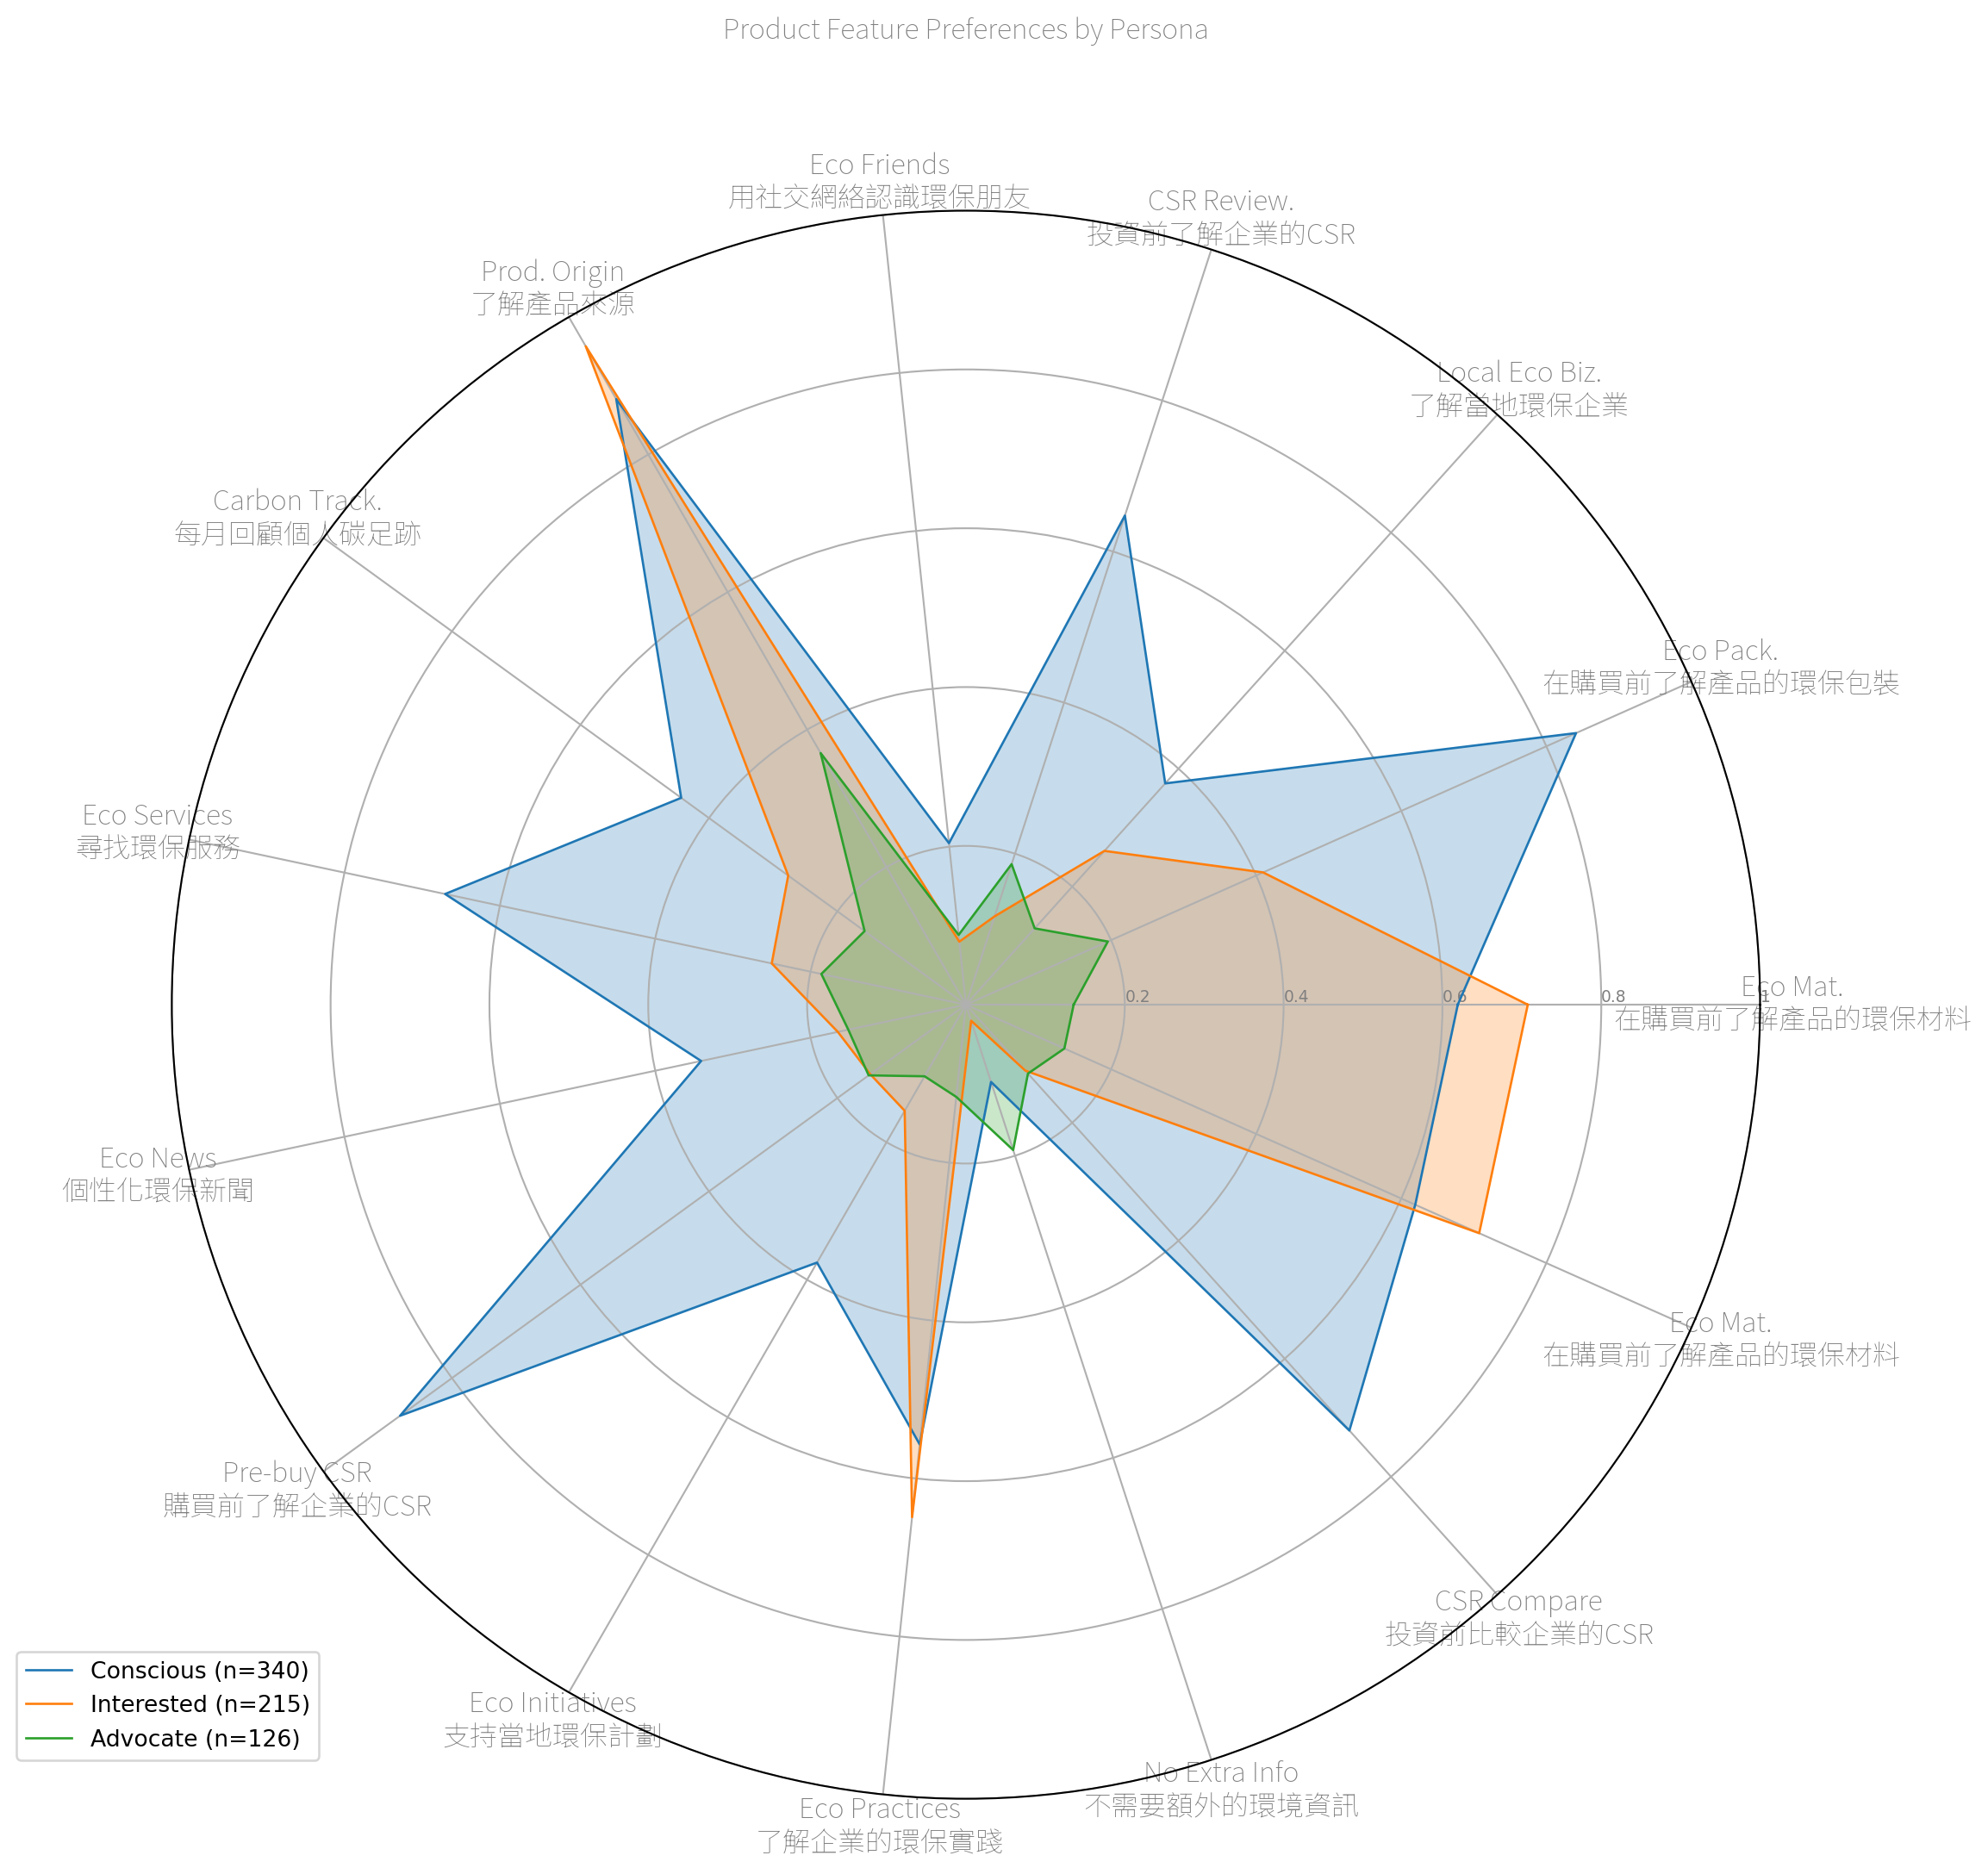 Product Feature Preferences by Persona
Eco Friends
用社交網絡認識環保朋友
CSR Review.
投資前了解企業的CSR
Prod. Origin
了解產品來源
Local Eco Biz.
了解當地環保企業
Carbon Track.
每月回顧個人碳足跡
Eco Pack.
在購買前了解產品的環保包裝
Eco Services
尋找環保服務
0.2
0.4
0.6
0.8
1
Eco Mat.
在購買前了解產品的環保材料
Eco News
個性化環保新聞
Eco Mat.
在購買前了解產品的環保材料
Pre-buy CSR
購買前了解企業的CSR
CSR Compare
投資前比較企業的CSR
Eco Initiatives
支持當地環保計劃
No Extra Info
不需要額外的環境資訊
Eco Practices
了解企業的環保實踐
Conscious (n=340)
Interested (n=215)
Advocate (n=126)